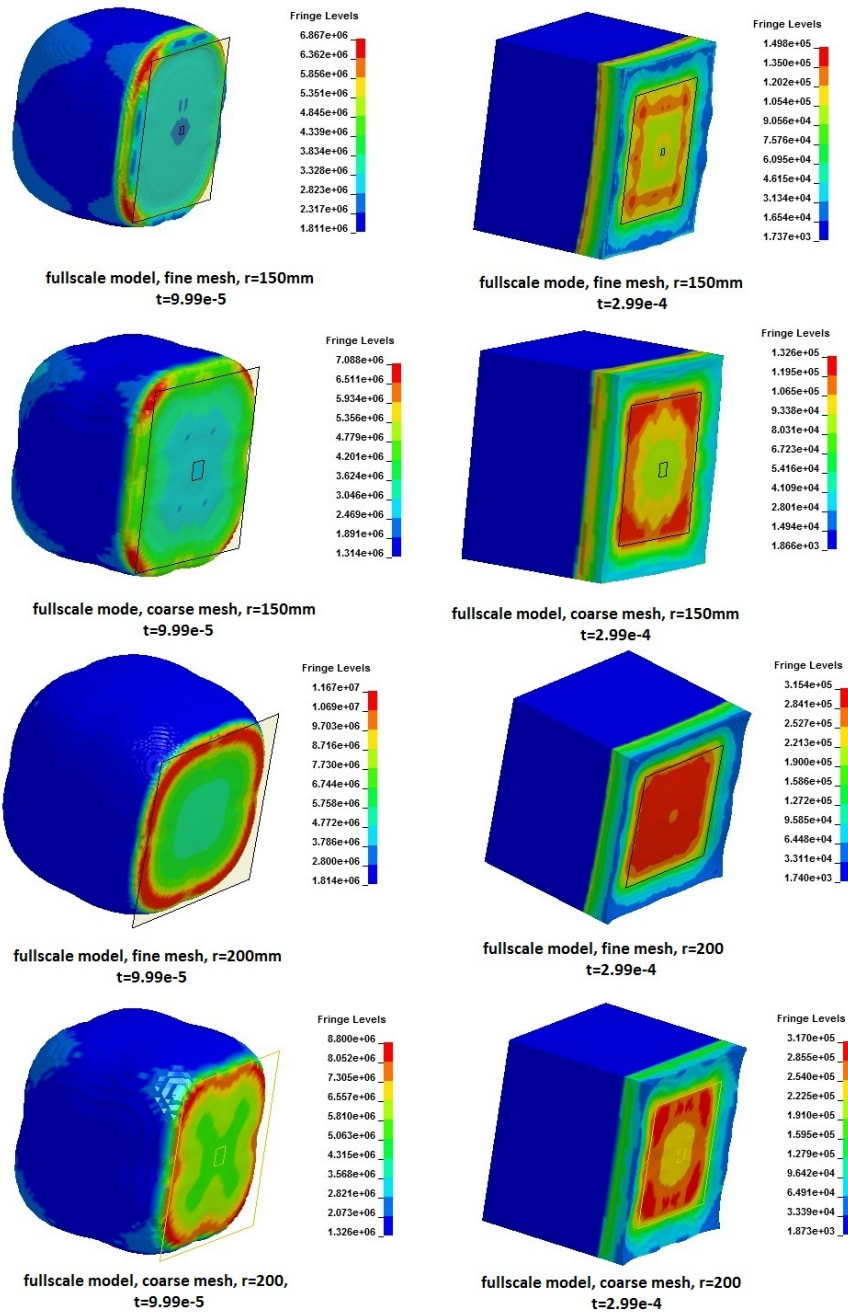 Fringe Levels
6.867e+06
6.362e+06
5.856e+06
5.351e+06
4.845e+06
4.339e+06
3.834e+06
3.328e+06
2.823e+06
2.317e+06
1.811e+06
fullscale model, fine mesh, r=150mm
t=9.99e-5
Fringe Levels
1.498e+05
1.350e+05
1.202e+05
1.054e+05
9.056e+04
7.576e+04
6.095e+04
4.615e+04
3.134e+04
1.654e+04
1.737e+03
fullscale mode, fine mesh, r=150mm
t=2.99e-4
Fringe Levels
7.088e+06
6.511e+06
5.934e+06
5.356e+06
4.779e+06
4.201e+06
3.624e+06
3.046e+06
2.469e+06
1.891e+06
1.314e+06
fullscale mode, coarse mesh, r=150mm
t=9.99e-5
Fringe Levels
1.326e+05
1.195e+05
1.065e+05
9.338e+04
8.031e+04
6.723e+04
5.416e+04
4.109e+04
2.801e+04
1.494e+04
1.866e+03
fullscale model, coarse mesh, r=150mm
t=2.99e-4
Fringe Levels
1.167e+07
1.069e+07
9.703e+06
8.716e+06
7.730e+06
6.744e+06
5.758e+06
4.772e+06
3.786e+06
2.800e+06
1.814e+06
fullscale model, fine mesh, r=200mm
t=9.99e-5
Fringe Levels
3.154e+05
2.841e+05
2.527e+05
2.213e+05
1.900e+05
1.586e+05
1.272e+05
9.585e+04
6.448e+04
3.311e+04
1.740e+03
fullscale model, fine mesh, r=200
t=2.99e-4
Fringe Levels
8.800e+06
8.052e+06
7.305e+06
6.557e+06
5.810e+06
5.063e+06
4.315e+06
3.568e+06
2.821e+06
2.073e+06
1.326e+06
fullscale model, coarse mesh, r=200,
t=9.99e-5
Fringe Levels
3.170e+05
2.855e+05
2.540e+05
2.225e+05
1.910e+05
1.595e+05
1.279e+05
9.642e+04
6.491e+04
3.339e+04
1.873e+03
fullscale model, coarse mesh, r=200
t=2.99e-4